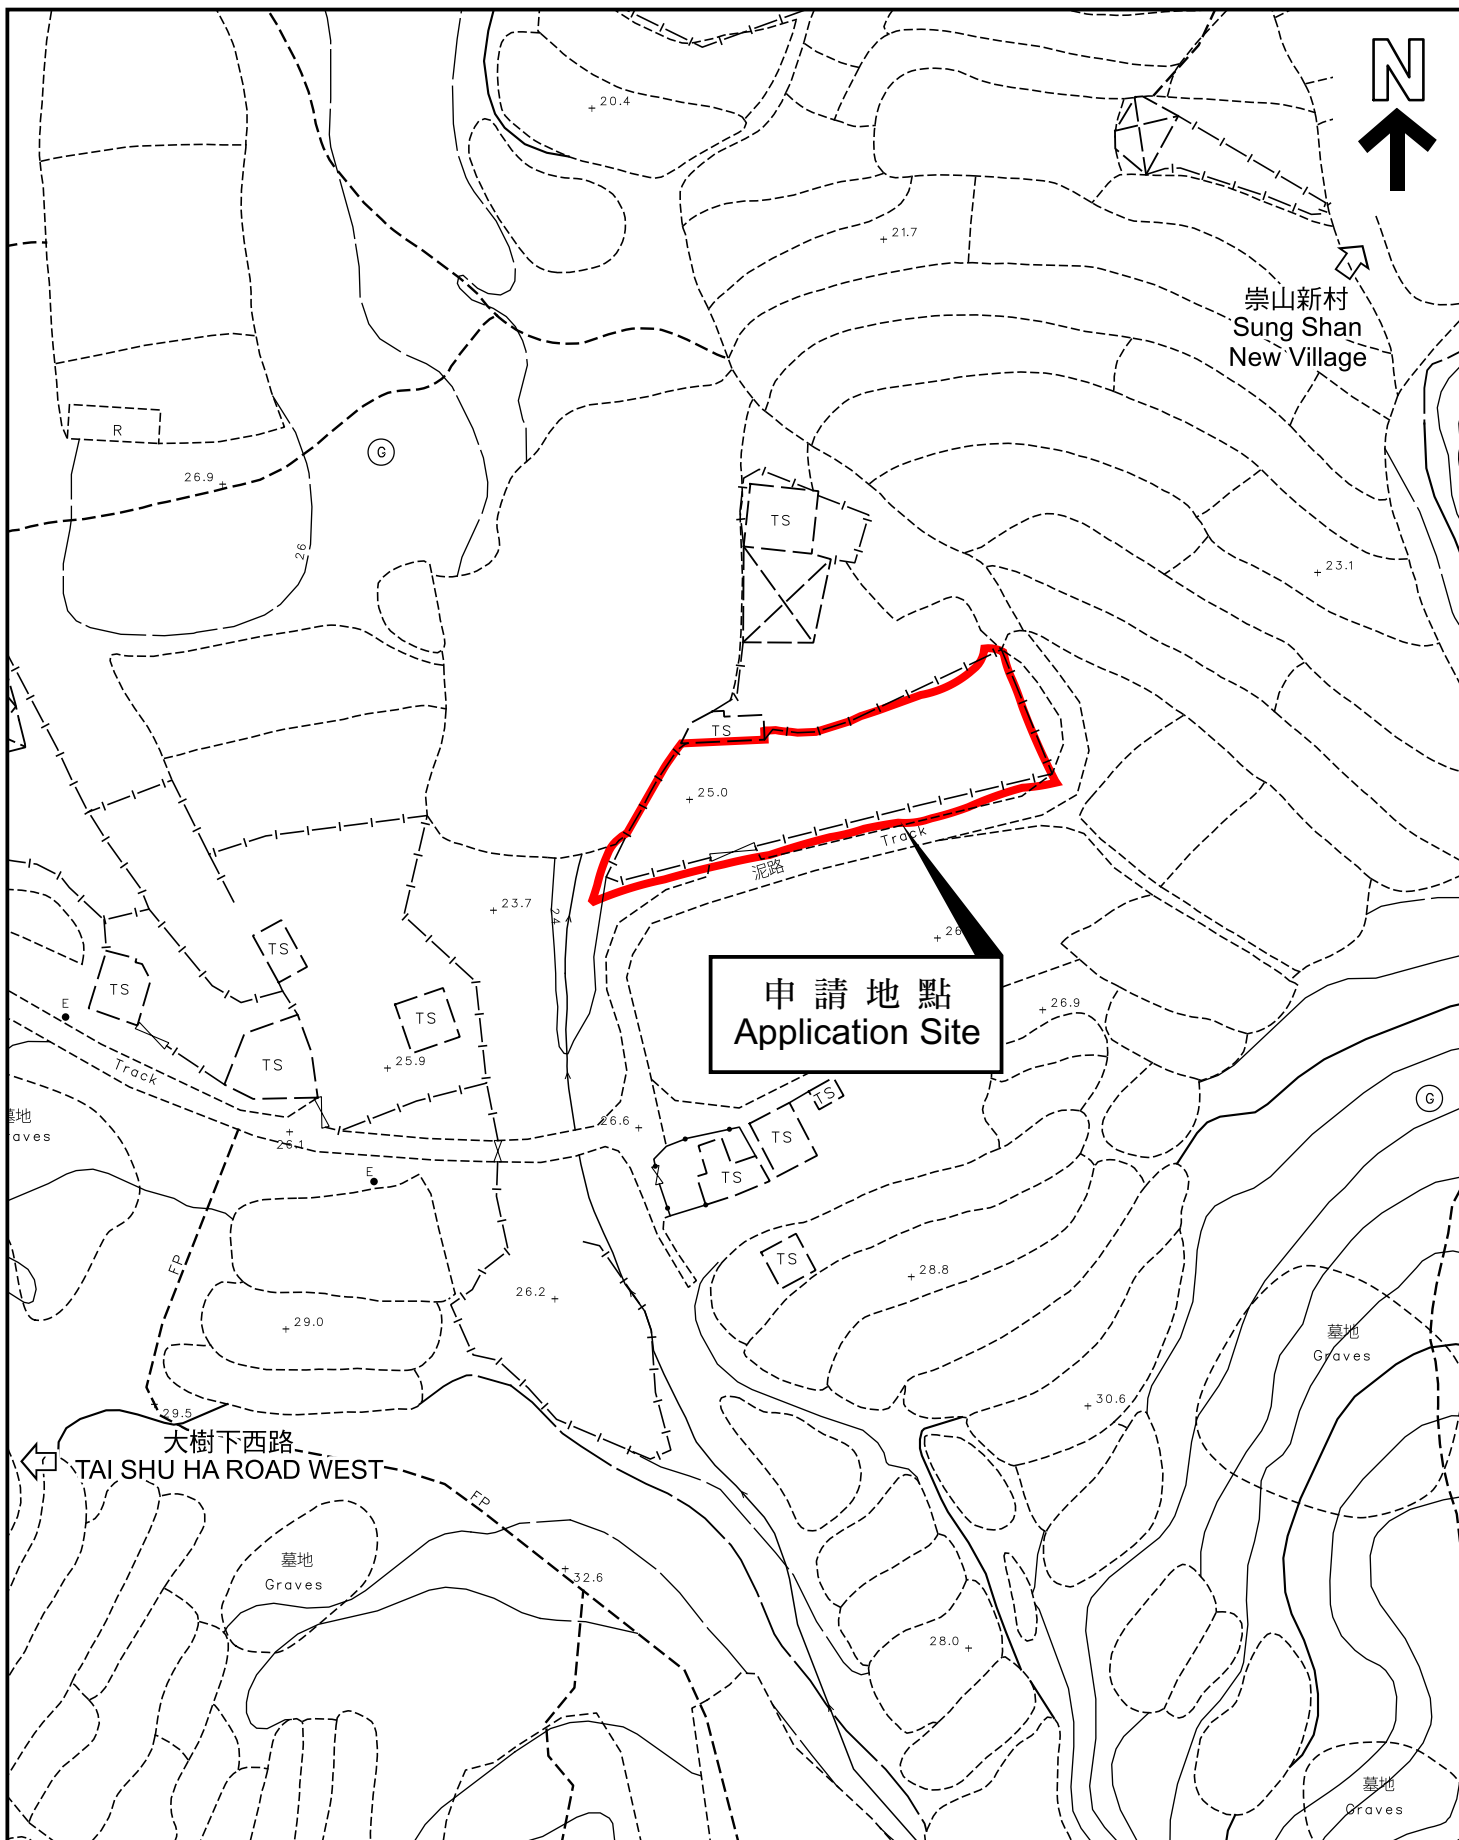 N
20.4
21.7
崇山新村
Sung Shan
New Village
R
G
26.9
TS
26
23.1
TS
25.0
Track
泥路
23.7
24
TS
TS
E
TS
申請地點
Application Site
26.9
TS
25.9
Track
G
墓地
26.6
TS
TS
26.1
TS
E
FP
TS
28.8
26.2
29.0
墓地
Graves
30.6
29.5
大樹下西路
TAI SHU HA ROAD WEST
FP
墓地
Graves
32.6
28.0
墓地
Graves